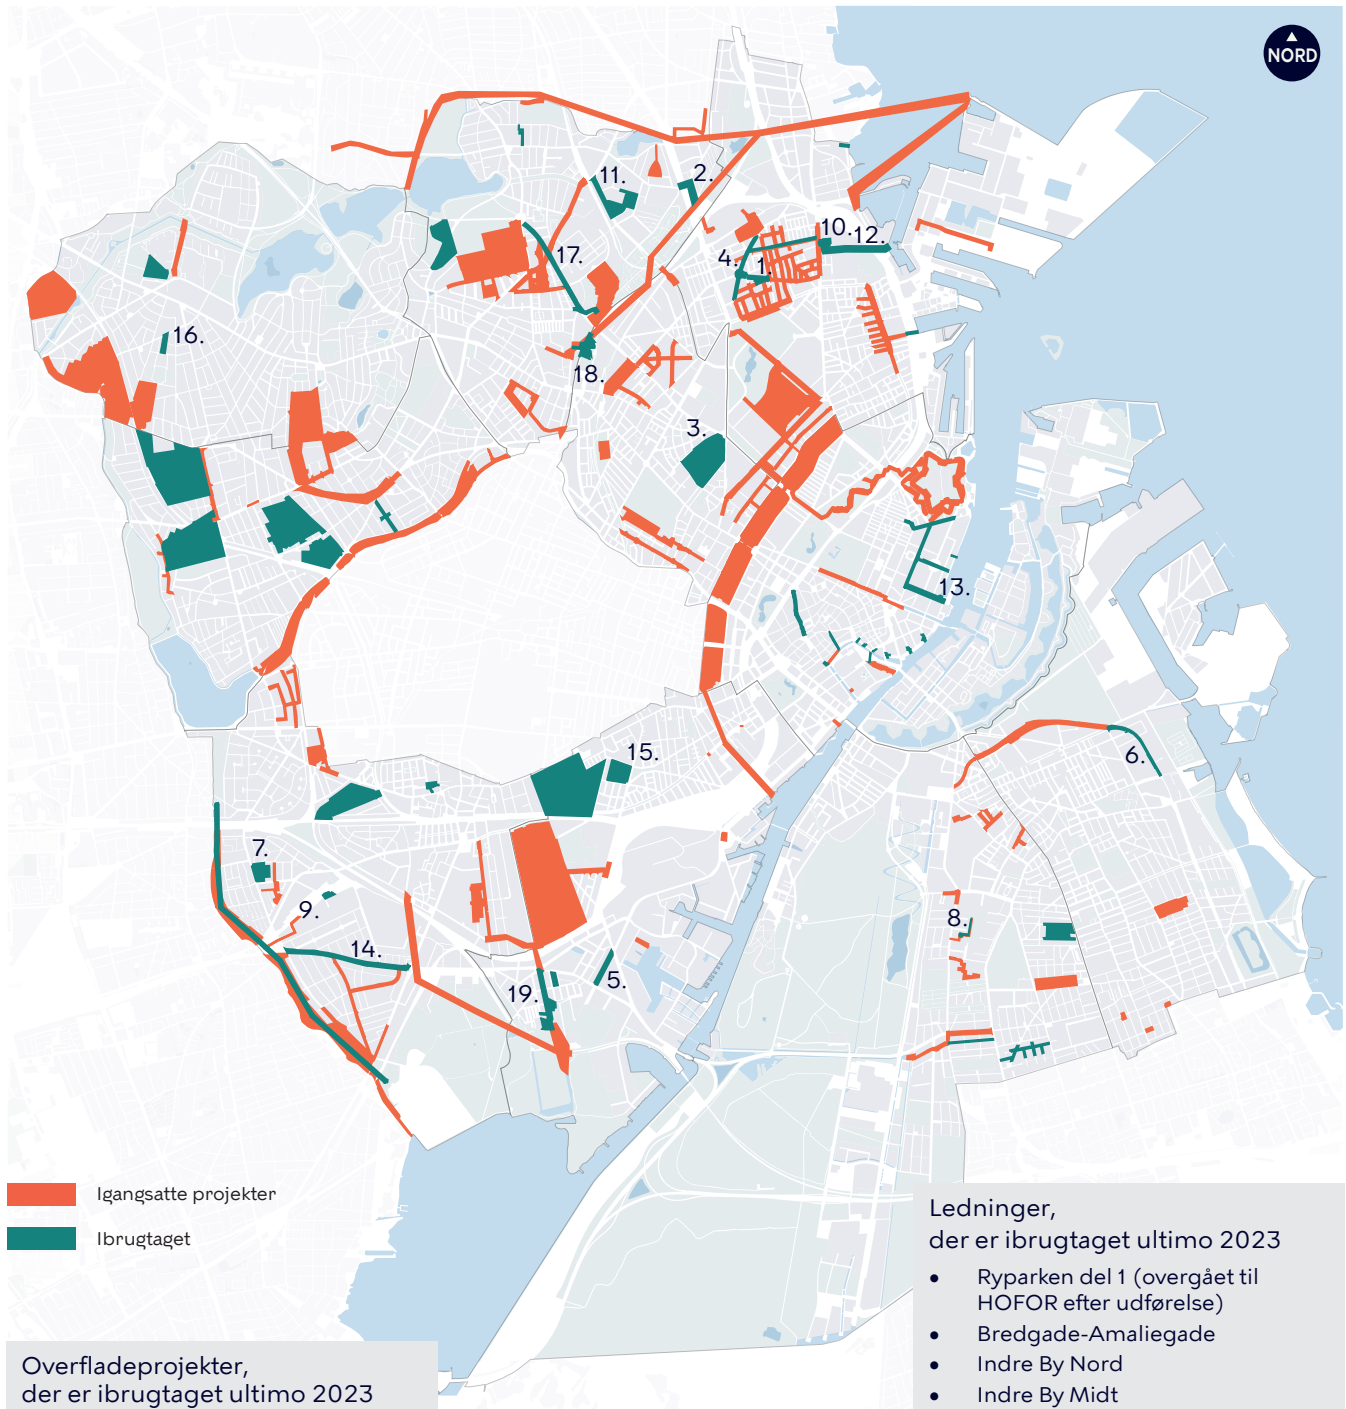 NORD
11.
2.
10.
12.
17.
4.
1.
16.
18.
3.
13.
6.
15.
7.
9.
8.
14.
5.
19.
Igangsatte projekter
Ibrugtaget
Ledninger,
der er ibrugtaget ultimo 2023
• Ryparken del 1 (overgået til
HOFOR efter udførelse)
• Bredgade-Amaliegade
• Indre By Nord
• Indre By Midt
Overfladeprojekter,
der er ibrugtaget ultimo 2023